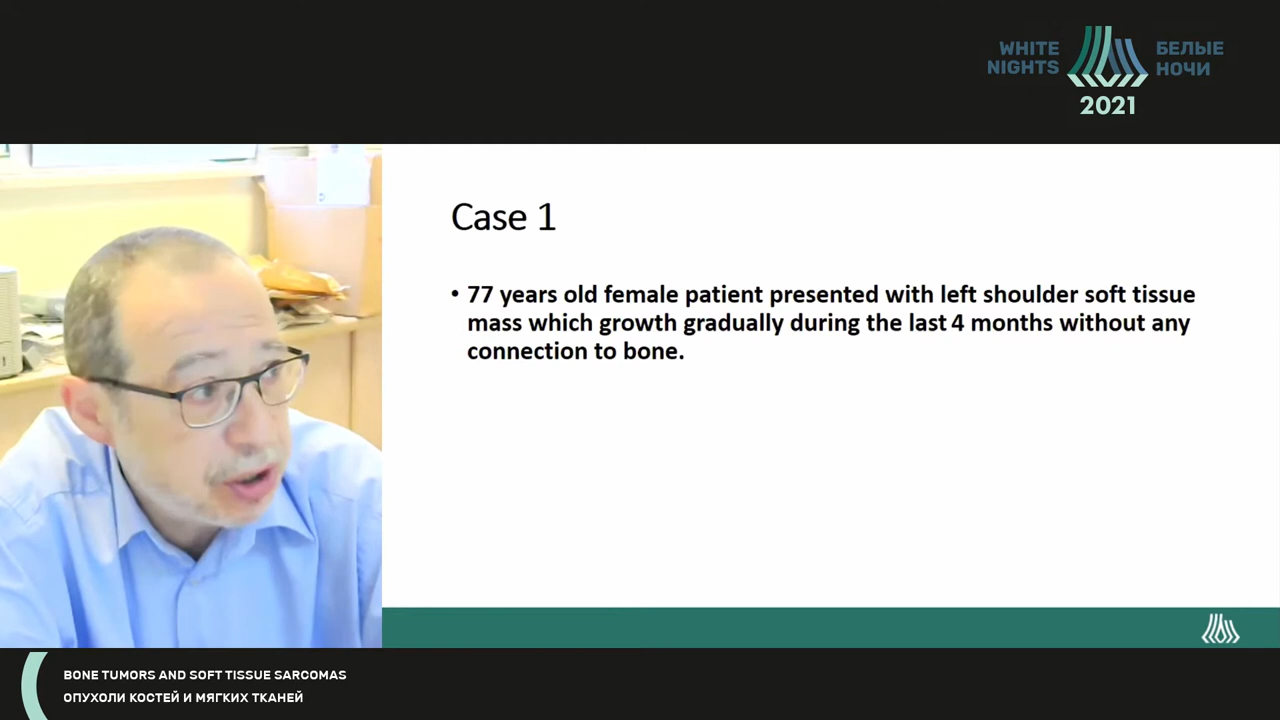 WHITE
NIGHTS
БЕЛЫЕ
НОЧИ
2021
Case 1
• 77 years old female patient presented with left shoulder soft tissue
mass which growth gradually during the last 4 months without any
connection to bone.
BONE TUMORS AND SOFT TISSUE SARCOMAS
ОПУХОЛИ КОСТЕЙ И МЯГКИХ ТКАНЕЙ